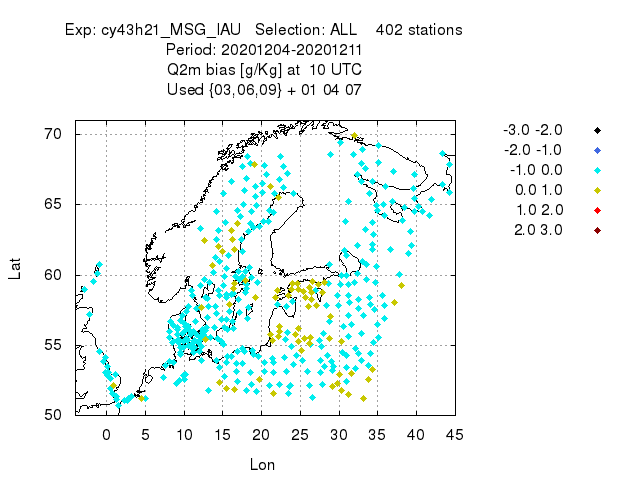 Exp: cy43h21_MSG_IAU Selection: ALL 402 stations
Period: 20201204-20201211
Q2m bias [g/Kg] at 10 UTC
Used {03,06,09} + 01 04 07
-3.0 -2.0
-2.0 -1.0
-1.0 0.0
0.0 1.0
1.0 2.0
2.0 3.0
70
65
60
55
50
Lat
0 5 10 15 20 25 30 35 40 45
Lon